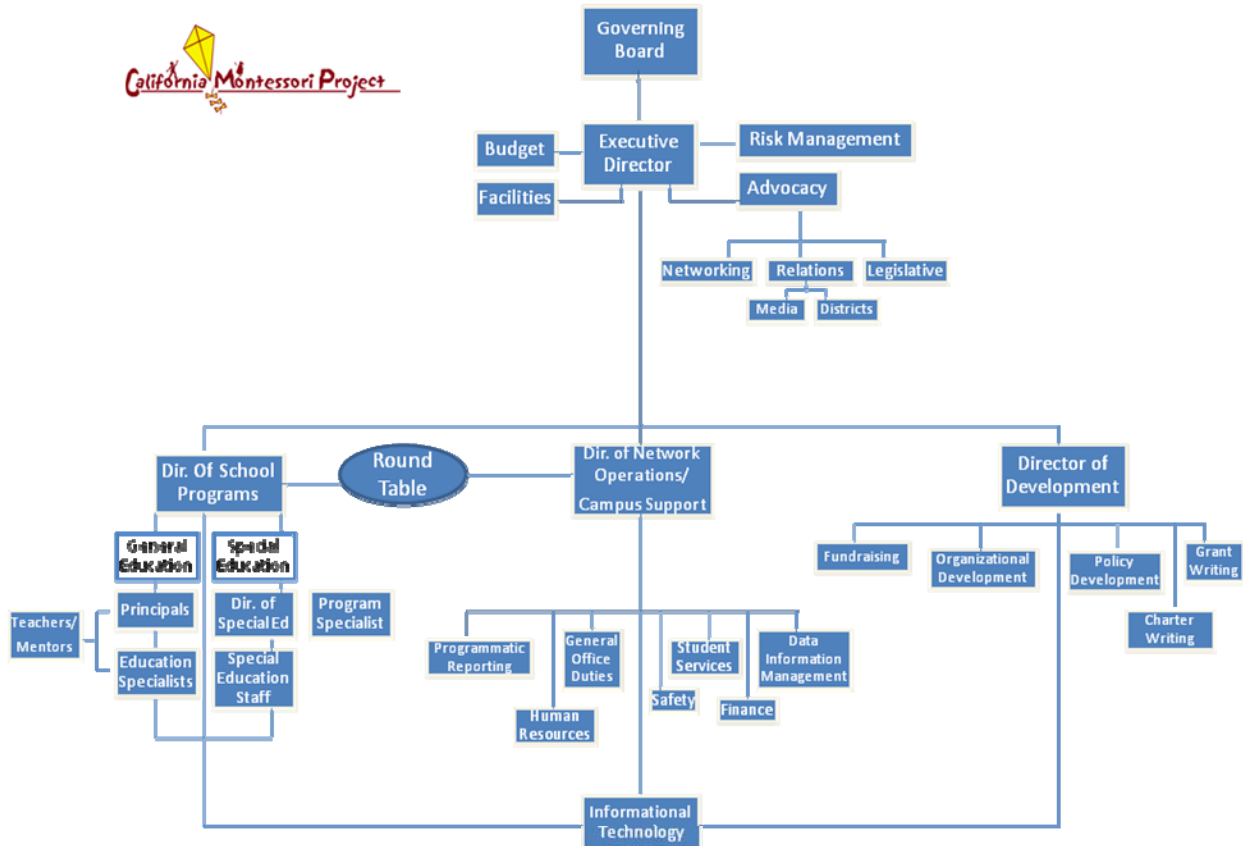 Governing
Board
California Montessori Project
Budget
Executive
Director
Risk Management
Facilities
Advocacy
Networking
Relations
Legislative
Media
Districts
Dir. Of School
Programs
Round
Table
Dir. of Network
Operations/
Campus Support
Director of
Development
General
Education
Special
Education
Fundraising
Organizational
Development
Policy
Development
Grant
Writing
Charter
Writing
Teachers/
Mentors
Principals
Dir. of
Special Ed
Program
Specialist
Education
Specialists
Special
Education
Staff
Programmatic
Reporting
General
Office
Duties
Student
Services
Data
Information
Management
Human
Resources
Safety
Finance
Informational
Technology